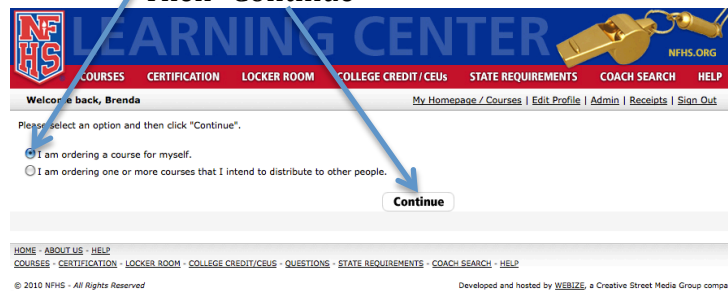 Then "Continue"
NFHS LEARNING CENTER
NFHS.ORG
COURSES CERTIFICATION LOCKER ROOM COLLEGE CREDIT / CEUs STATE REQUIREMENTS COACH SEARCH HELP
Welcome back, Brenda My Homepage / Courses | Edit Profile | Admin | Receipts | Sign Out
Please select an option and then click "Continue".
I am ordering a course for myself.
I am ordering one or more courses that I intend to distribute to other people.
Continue
HOME - ABOUT US - HELP
COURSES - CERTIFICATION - LOCKER ROOM - COLLEGE CREDIT/CEUS - QUESTIONS - STATE REQUIREMENTS - COACH SEARCH - HELP
© 2010 NFHS - All Rights Reserved Developed and hosted by WEBIZE, a Creative Street Media Group compa